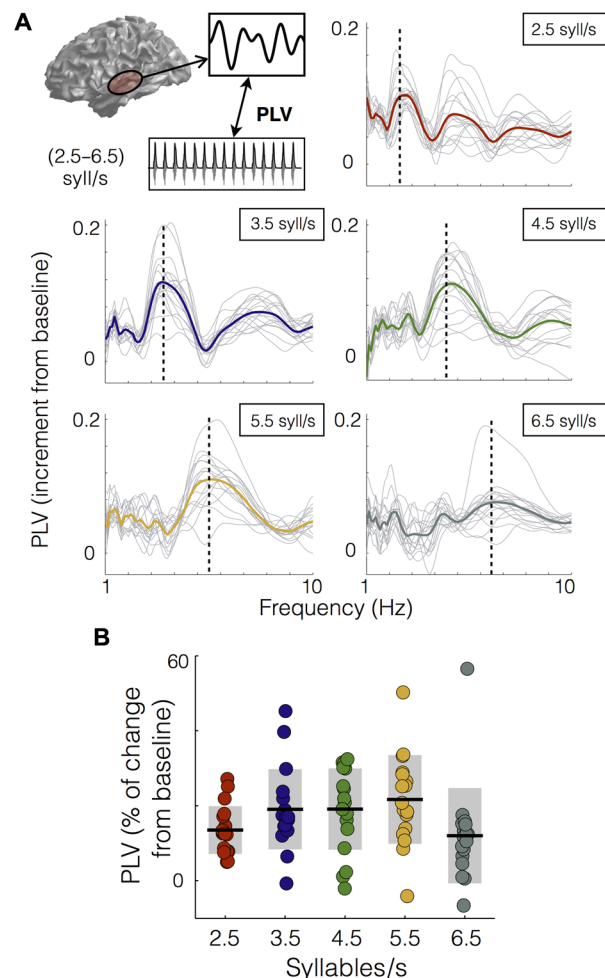 A
PLV
(2.5–6.5)
syll/s
0.2
0
2.5 syll/s
PLV (increment from baseline)
0.2
0
3.5 syll/s
4.5 syll/s
0.2
0
0.2
0
5.5 syll/s
0.2
0
6.5 syll/s
1
10
1
10
Frequency (Hz)
B
PLV (% of change
from baseline)
60
0
2.5
3.5
4.5
5.5
6.5
Syllables/s